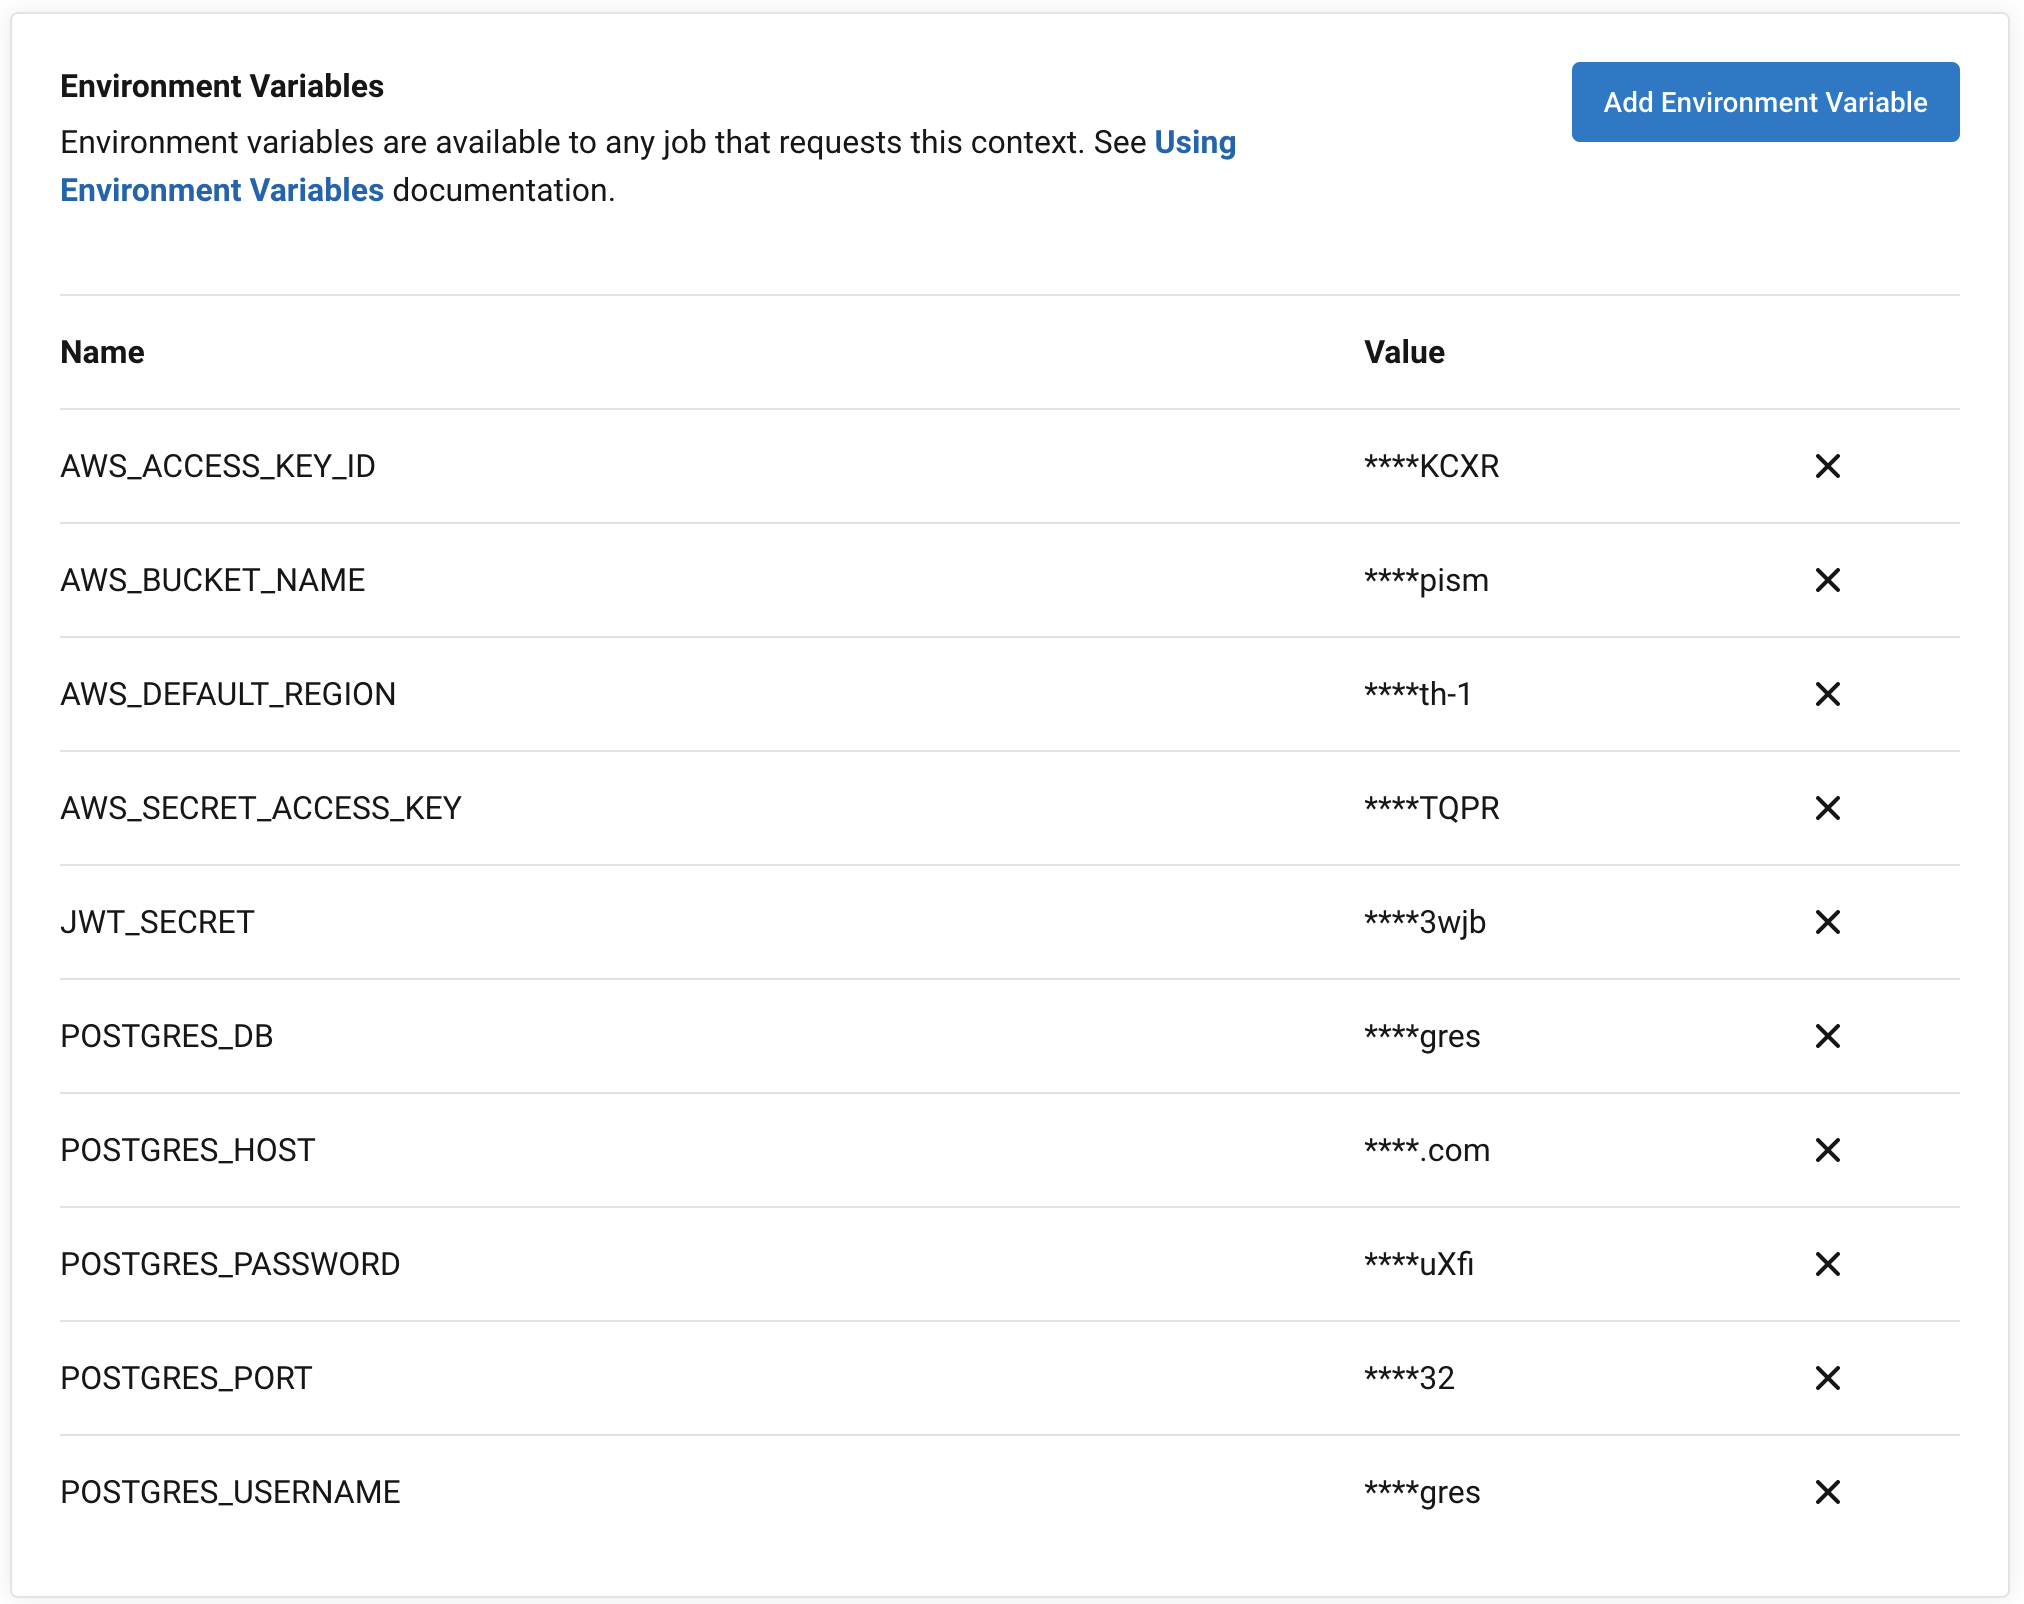 Environment Variables
Add Environment Variable
Environment variables are available to any job that requests this context. See Using
Environment Variables documentation.
Name Value
AWS_ACCESS_KEY_ID ****KCXR
AWS_BUCKET_NAME ****pism
AWS_DEFAULT_REGION ****th-1
AWS_SECRET_ACCESS_KEY ****TQPR
JWT_SECRET ****3wjb
POSTGRES_DB ****gres
POSTGRES_HOST ****.com
POSTGRES_PASSWORD ****uXfi
POSTGRES_PORT ****32
POSTGRES_USERNAME ****gres